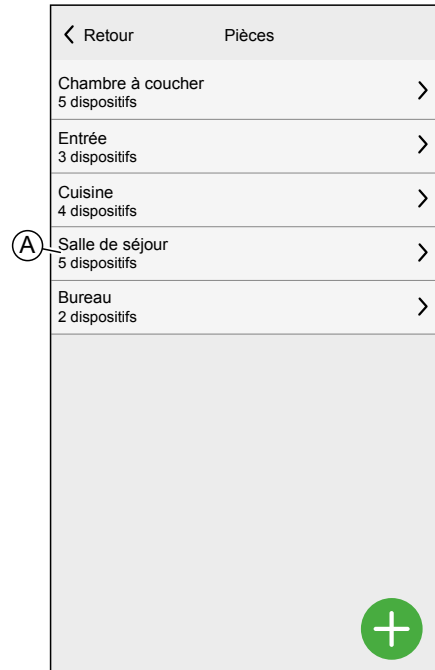 Retour
Pièces
Chambre à coucher
5 dispositifs
Entrée
3 dispositifs
Cuisine
4 dispositifs
A
Salle de séjour
5 dispositifs
Bureau
2 dispositifs